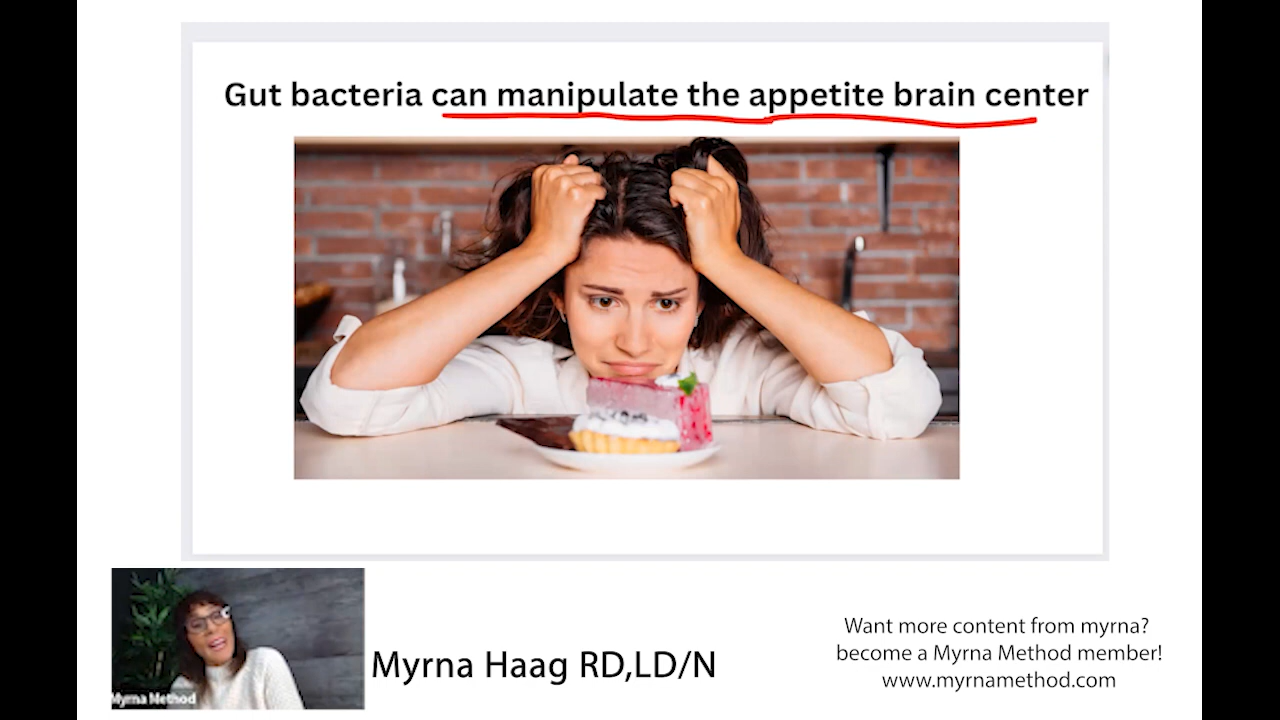 Gut bacteria can manipulate the appetite brain center
Myrna Method
Myrna Haag RD,LD/N
Want more content from myrna?
become a Myrna Method member!
www.myrnamethod.com